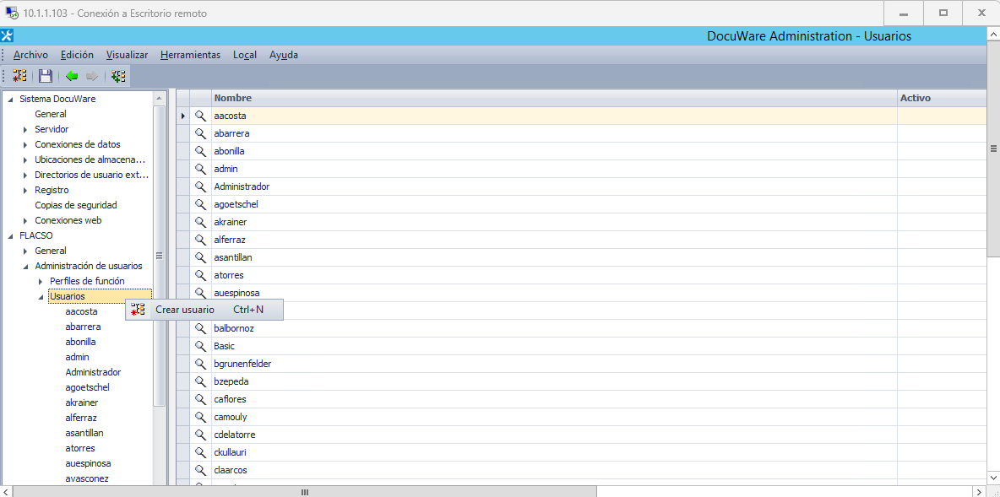 10.1.1.103 - Conexión a Escritorio remoto
DocuWare Administration - Usuarios
Archivo Edición Visualizar Herramientas Local Ayuda
Sistema DocuWare
General
Servidor
Conexiones de datos
Ubicaciones de almacena...
Directorios de usuario ext...
Registro
Copias de seguridad
Conexiones web
FLACSO
General
Administración de usuarios
Perfiles de función
Usuarios
aacosta
abarrera
abonilla
admin
Administrador
agoetschel
akrainer
alferraz
asantillan
atorres
auespinosa
avasconez
Crear usuario Ctrl+N
Nombre Activo
aacosta
abarrera
abonilla
admin
Administrador
agoetschel
akrainer
alferraz
asantillan
atorres
auespinosa
balbornoz
Basic
bgrunenfelder
bzepeda
caflores
camouly
cdelatorre
ckullauri
claarcos